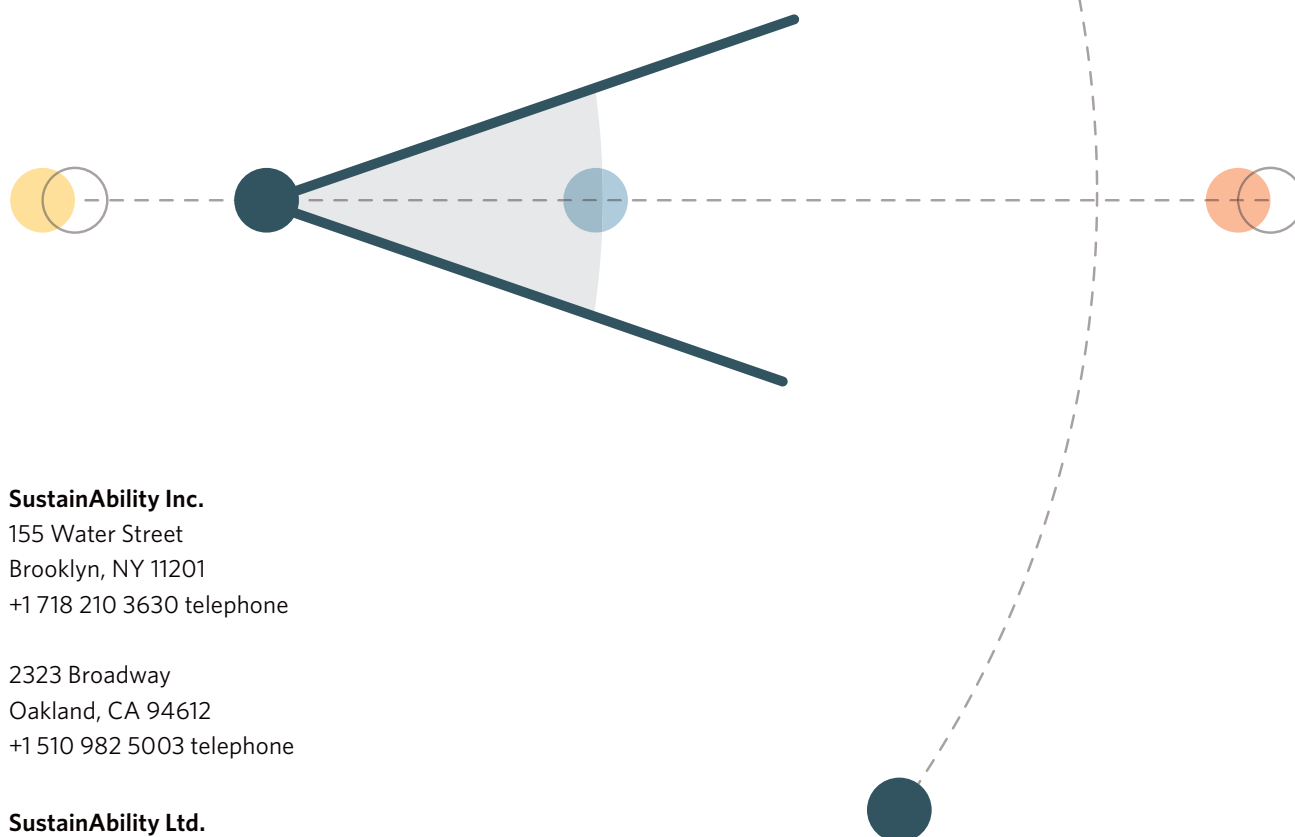 SustainAbility Inc.
155 Water Street
Brooklyn, NY 11201
+1 718 210 3630 telephone
2323 Broadway
Oakland, CA 94612
+1 510 982 5003 telephone
SustainAbility Ltd.